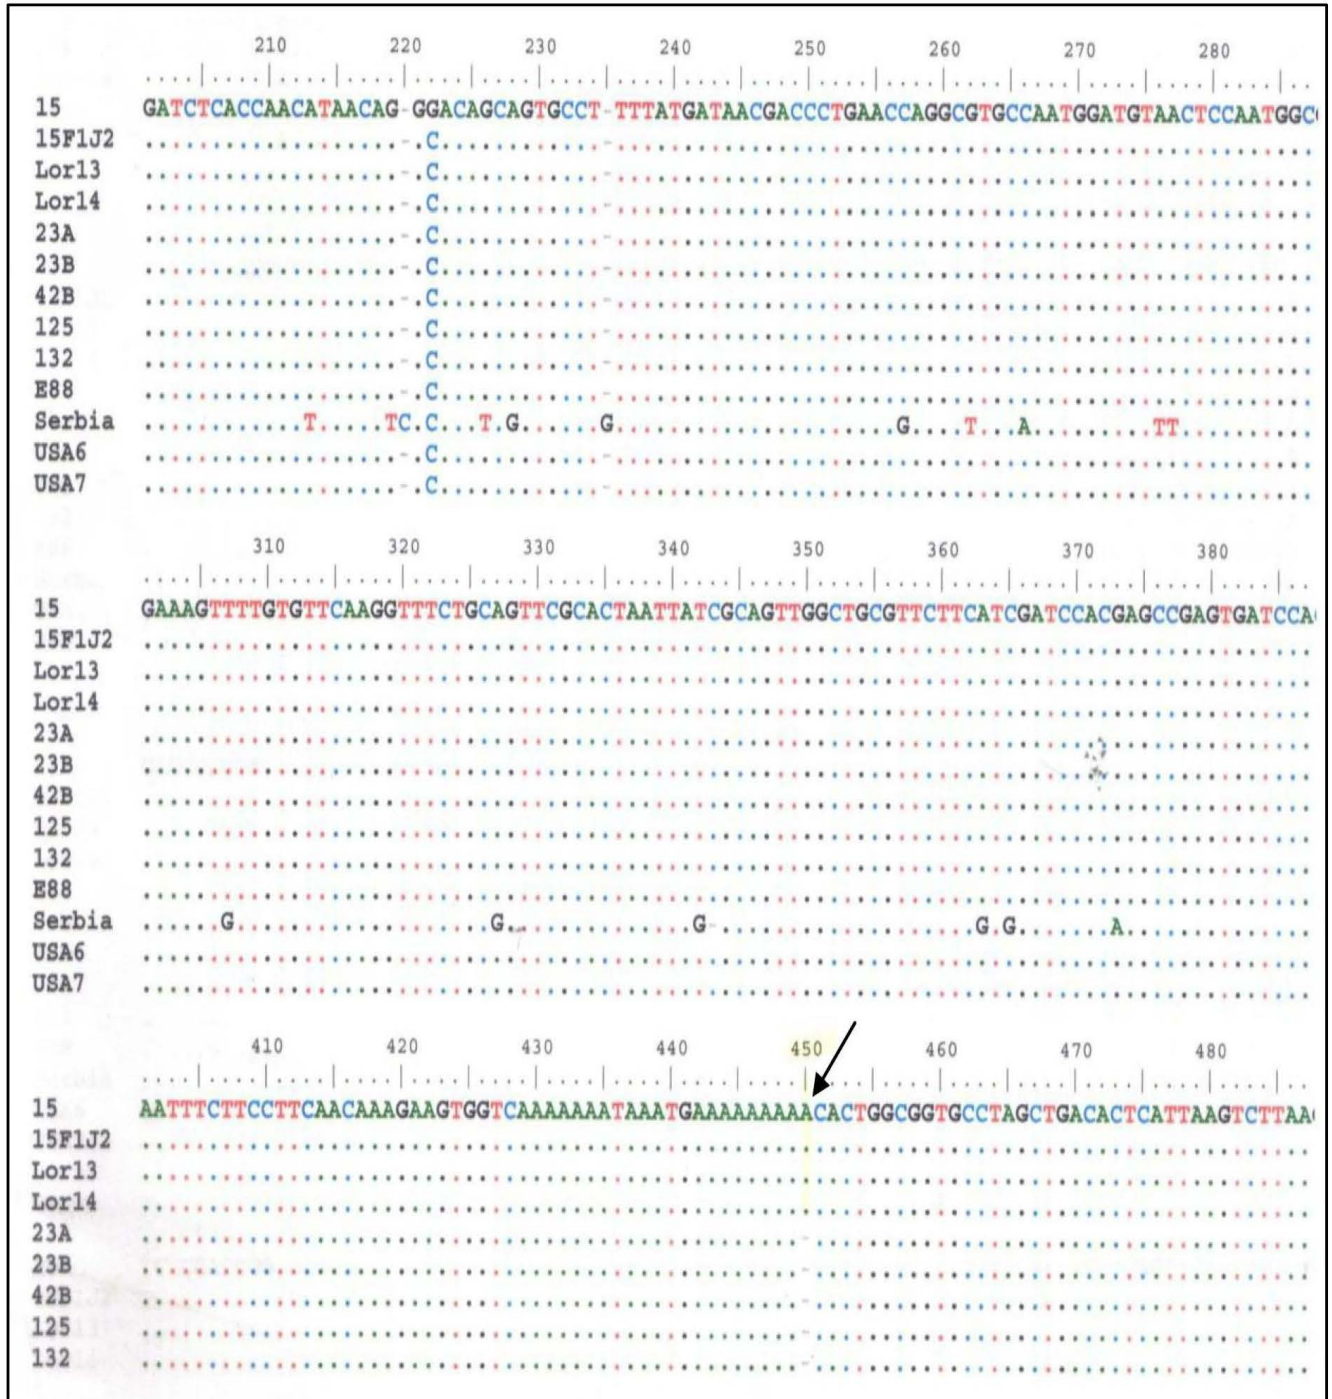 210 220 230 240 250 260 270 280
15 GATCTCACCAACATAACAG-GGACAGCAGTGCCT-TTTATGATAACGACCCTGAACCAGGCGTGCCAATGGATGTAACTCCAATGGC
15F1J2 ...................-.C............-....................................................
Lor13 ...................-.C............-....................................................
Lor14 ...................-.C............-....................................................
23A ...................-.C............-....................................................
23B ...................-.C............-....................................................
42B ...................-.C............-....................................................
125 ...................-.C............-....................................................
132 ...................-.C............-....................................................
E88 ...................-.C............-....................................................
Serbia ............T.....TC.C...T.G......G.....................G....T...A.........TT..........
USA6 ...................-.C............-....................................................
USA7 ...................-.C............-....................................................
310 320 330 340 350 360 370 380
15 GAAAGTTTTGTGTTCAAGGTTTCTGCAGTTCGCACTAATTATCGCAGTTGGCTGCGTTCTTCATCGATCCACGAGCCGAGTGATCCA
15F1J2 .......................................................................................
Lor13 .......................................................................................
Lor14 .......................................................................................
23A .......................................................................................
23B .......................................................................................
42B .......................................................................................
125 .......................................................................................
132 .......................................................................................
E88 .......................................................................................
Serbia ......G...................G..............G....................G.G.......A..............
USA6 .......................................................................................
USA7 .......................................................................................
410 420 430 440 450 460 470 480
15 AATTTCTTCCTTCAACAAAGAAGTGGTCAAAAAAATAAATGAAAAAAAAACACTGGCGGTGCCTAGCTGACACTCATTAAGTCTTAA
15F1J2 .......................................................................................
Lor13 .......................................................................................
Lor14 .......................................................................................
23A .................................................-.....................................
23B .................................................-.....................................
42B .................................................-.....................................
125 .................................................-.....................................
132 .................................................-.....................................